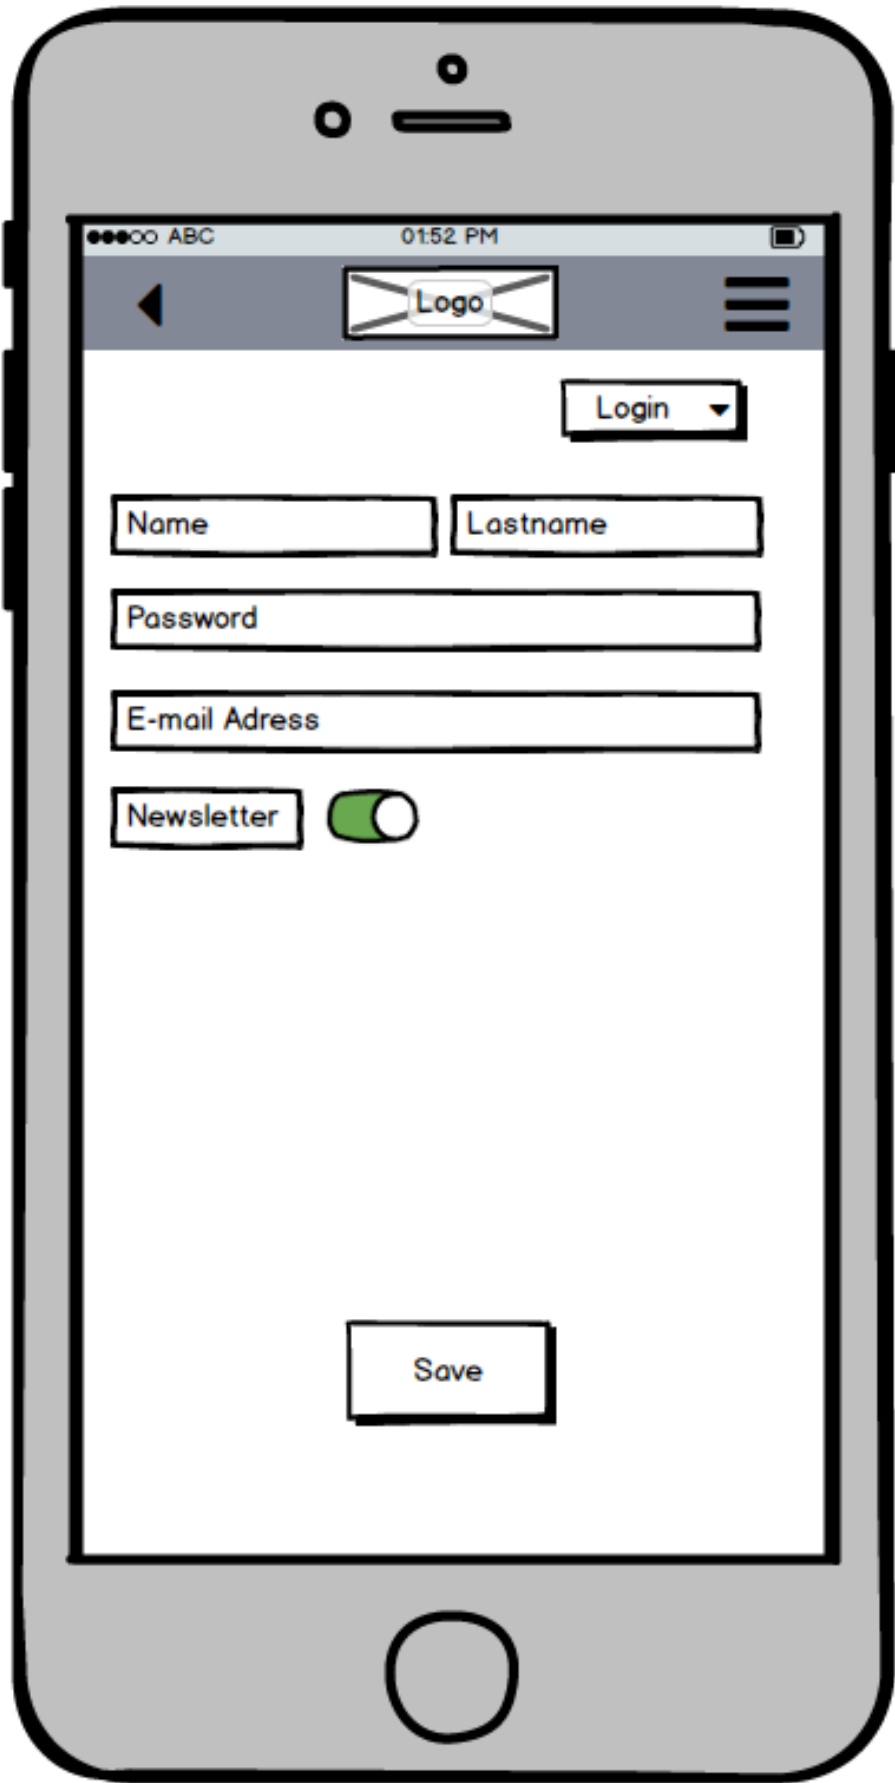 ABC 01:52 PM
Logo
Login
Name Lastname
Password
E-mail Adress
Newsletter
Save